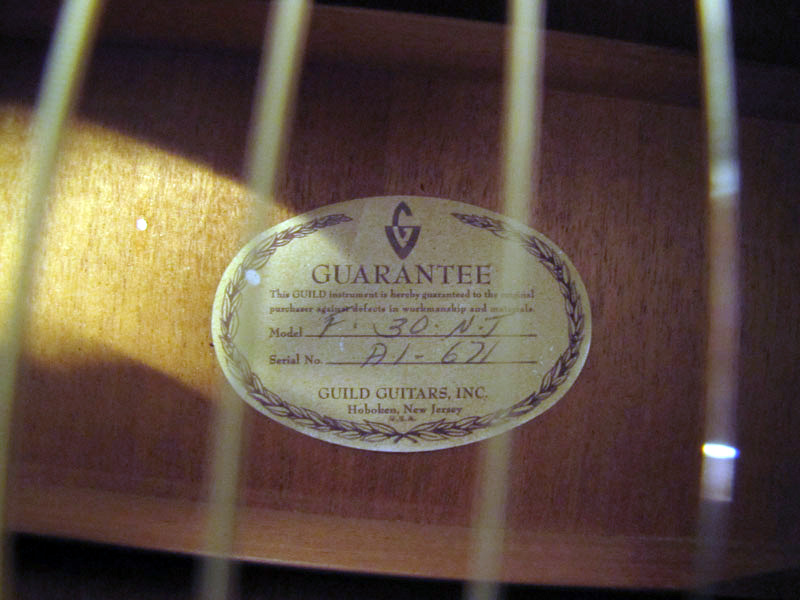 G
GUARANTEE
This GUILD instrument is hereby guaranteed to the original
purchaser against defects in workmanship and materials.
Model F-30-N.T
Serial No. AI-671
GUILD GUITARS, INC.
Hoboken, New Jersey
U.S.A.